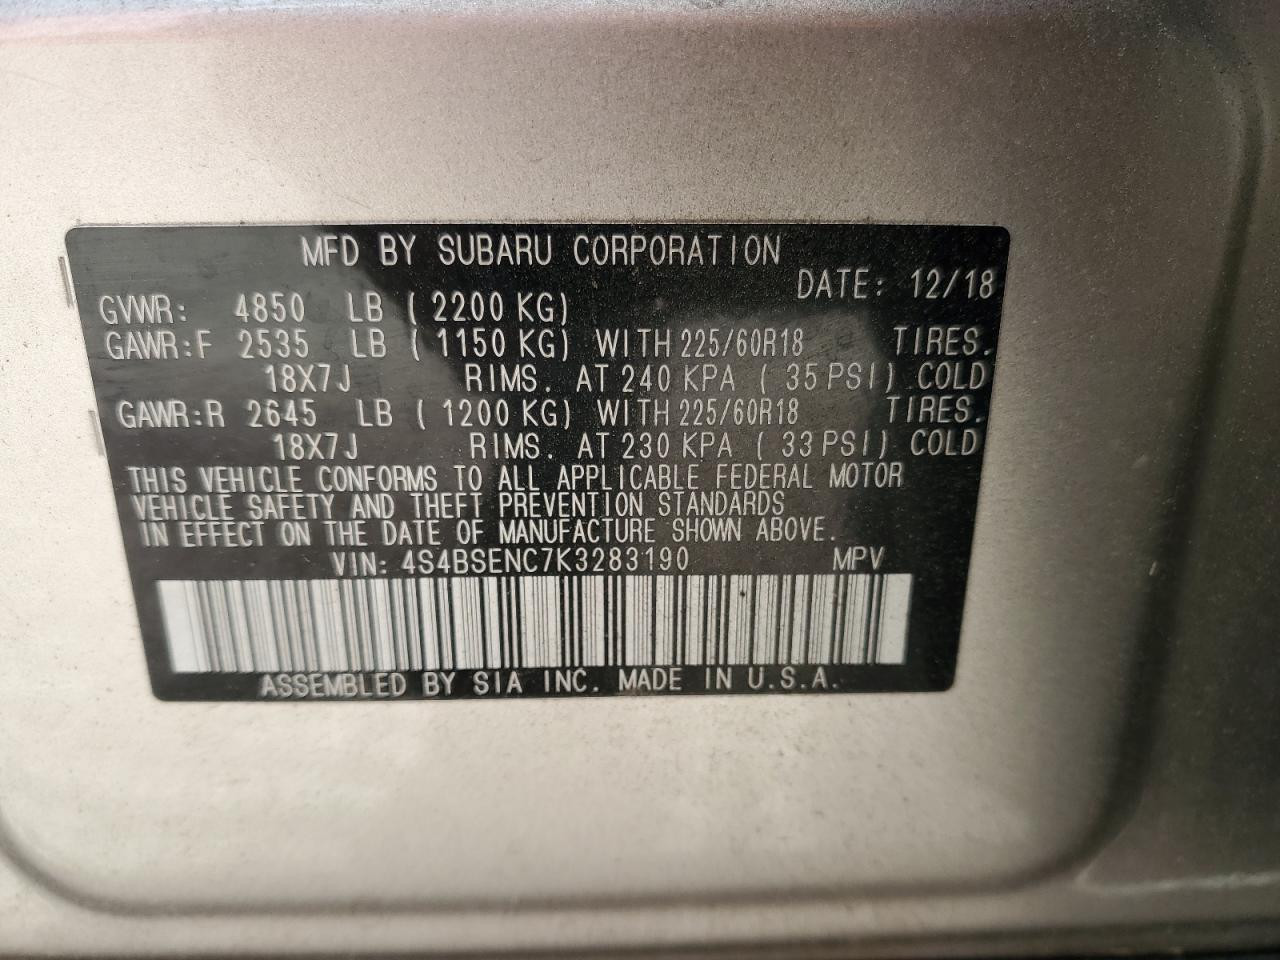 MFD BY SUBARU CORPORATION
DATE: 12/18
GVWR: 4850 LB ( 2200 KG)
GAWR:F 2535 LB ( 1150 KG) WITH 225/60R18 TIRES.
18X7J RIMS. AT 240 KPA ( 35 PSI) COLD
GAWR:R 2645 LB ( 1200 KG) WITH 225/60R18 TIRES.
18X7J RIMS. AT 230 KPA ( 33 PSI) COLD
THIS VEHICLE CONFORMS TO ALL APPLICABLE FEDERAL MOTOR
VEHICLE SAFETY AND THEFT PREVENTION STANDARDS
IN EFFECT ON THE DATE OF MANUFACTURE SHOWN ABOVE.
VIN: 4S4BSENC7K3283190 MPV
ASSEMBLED BY SIA INC. MADE IN U.S.A.